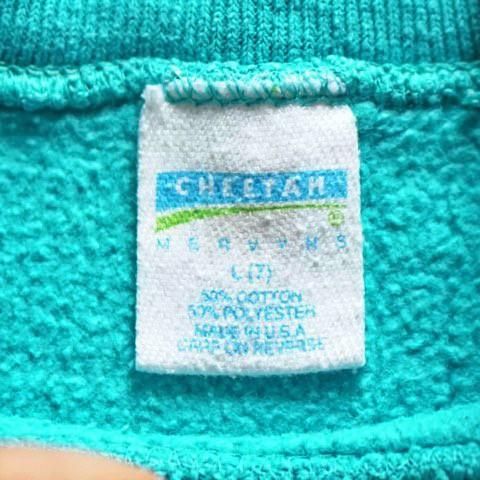 CHEETAH
®
MERVYNS
L (7)
50% COTTON
50% POLYESTER
MADE IN U.S.A
CARE ON REVERSE